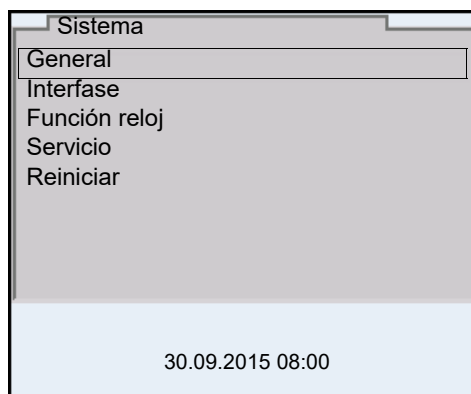 Sistema
General
Interfase
Función reloj
Servicio
Reiniciar
30.09.2015 08:00